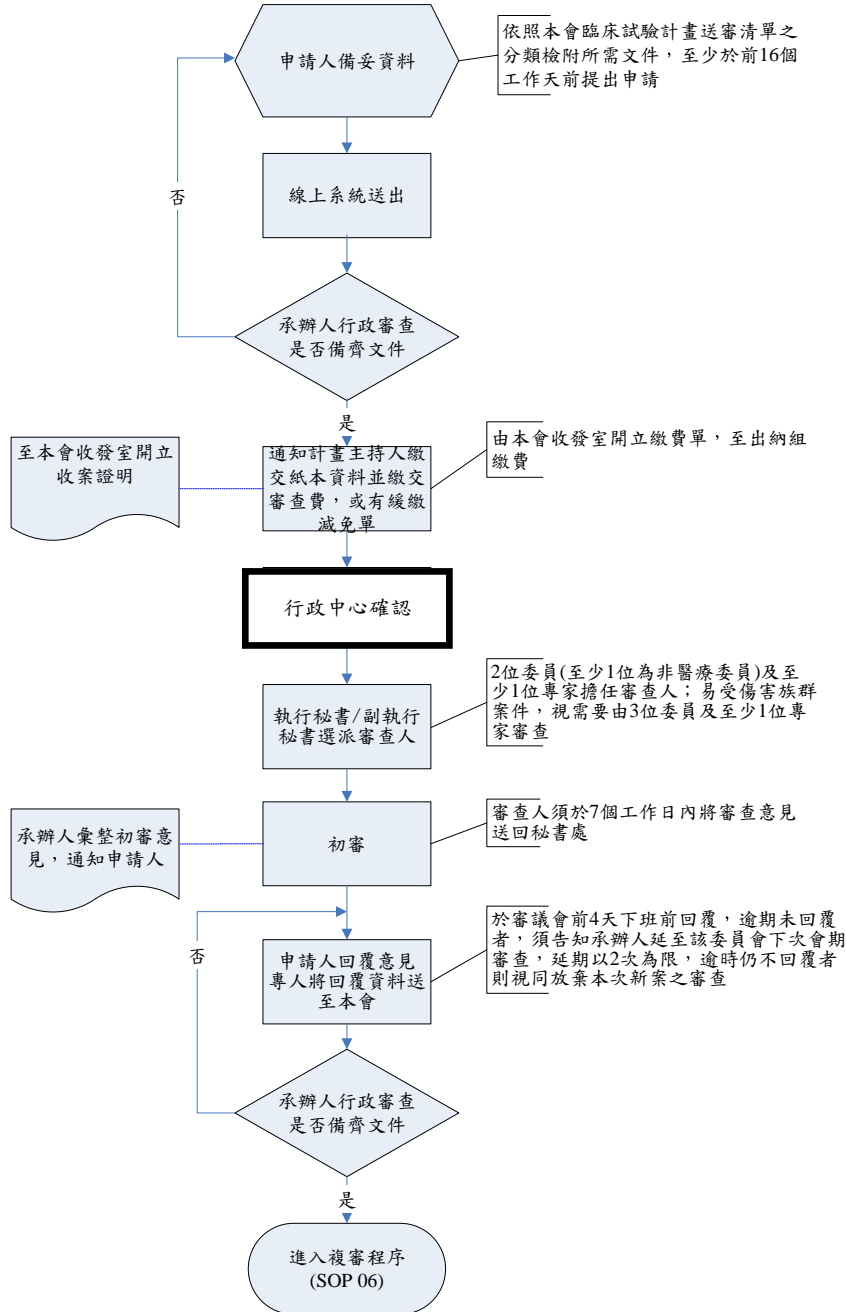 申請人備妥資料
依照本會臨床試驗計畫送審清單之
分類檢附所需文件，至少於前16個
工作天前提出申請
線上系統送出
否
承辦人行政審查
是否備齊文件
是
至本會收發室開立
收案證明
通知計畫主持人繳
交紙本資料並繳交
審查費，或有緩繳
減免單
由本會收發室開立繳費單，至出納組
繳費
行政中心確認
執行秘書/副執行
秘書選派審查人
2位委員(至少1位為非醫療委員)及至
少1位專家擔任審查人；易受傷害族群
案件，視需要由3位委員及至少1位專
家審查
承辦人彙整初審意
見，通知申請人
初審
審查人須於7個工作日內將審查意見
送回秘書處
否
申請人回覆意見
專人將回覆資料送
至本會
於審議會前4天下班前回覆，逾期未回覆
者，須告知承辦人延至該委員會下次會期
審查，延期以2次為限，逾時仍不回覆者
則視同放棄本次新案之審查
承辦人行政審查
是否備齊文件
是
進入複審程序
(SOP 06)